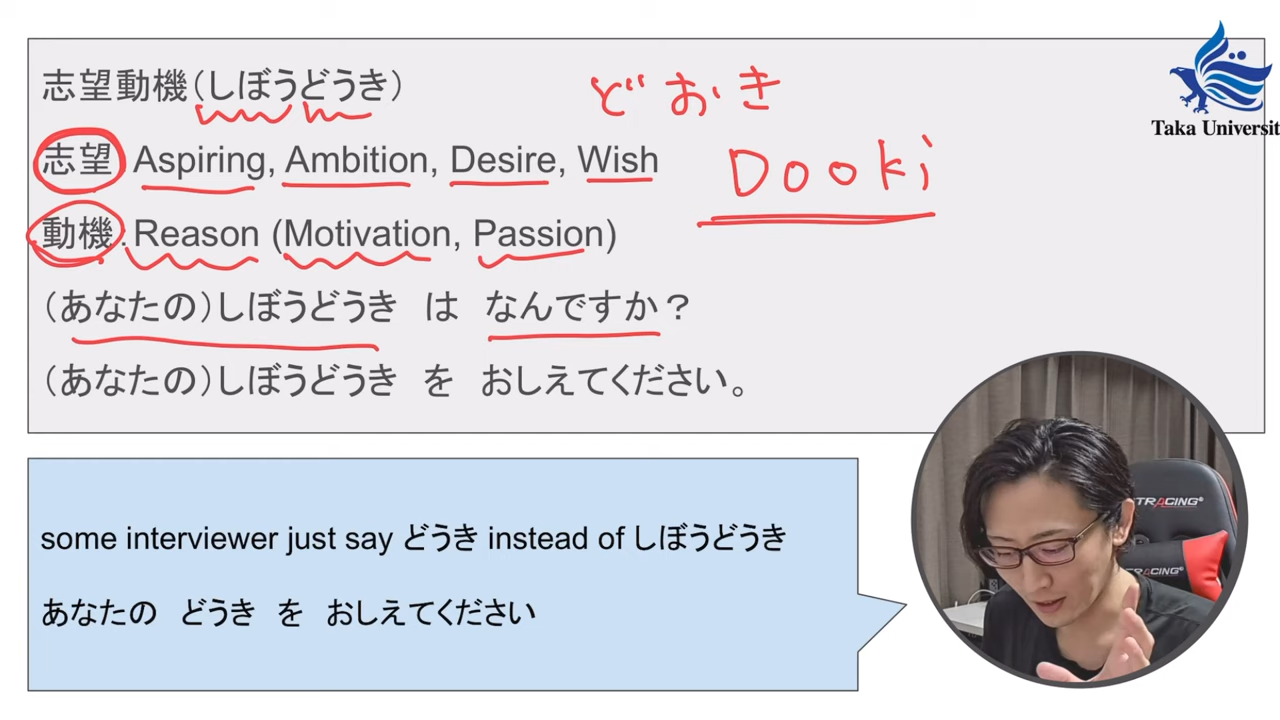 志望動機(しぼうどうき)
どおき
志望 Aspiring, Ambition, Desire, Wish
Dooki
動機: Reason (Motivation, Passion)
(あなたの)しぼうどうき は なんですか?
(あなたの)しぼうどうき を おしえてください。
some interviewer just say どうき instead of しぼうどうき
あなたの どうき を おしえてください
Taka Universit
TRACING
TRACING